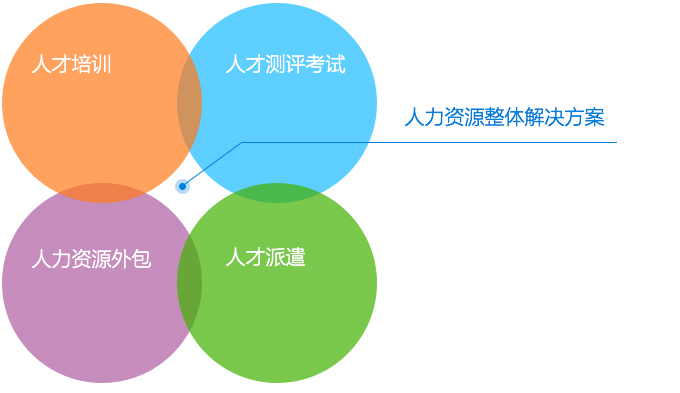 人才培训
人才测评考试
人力资源整体解决方案
人力资源外包
人才派遣